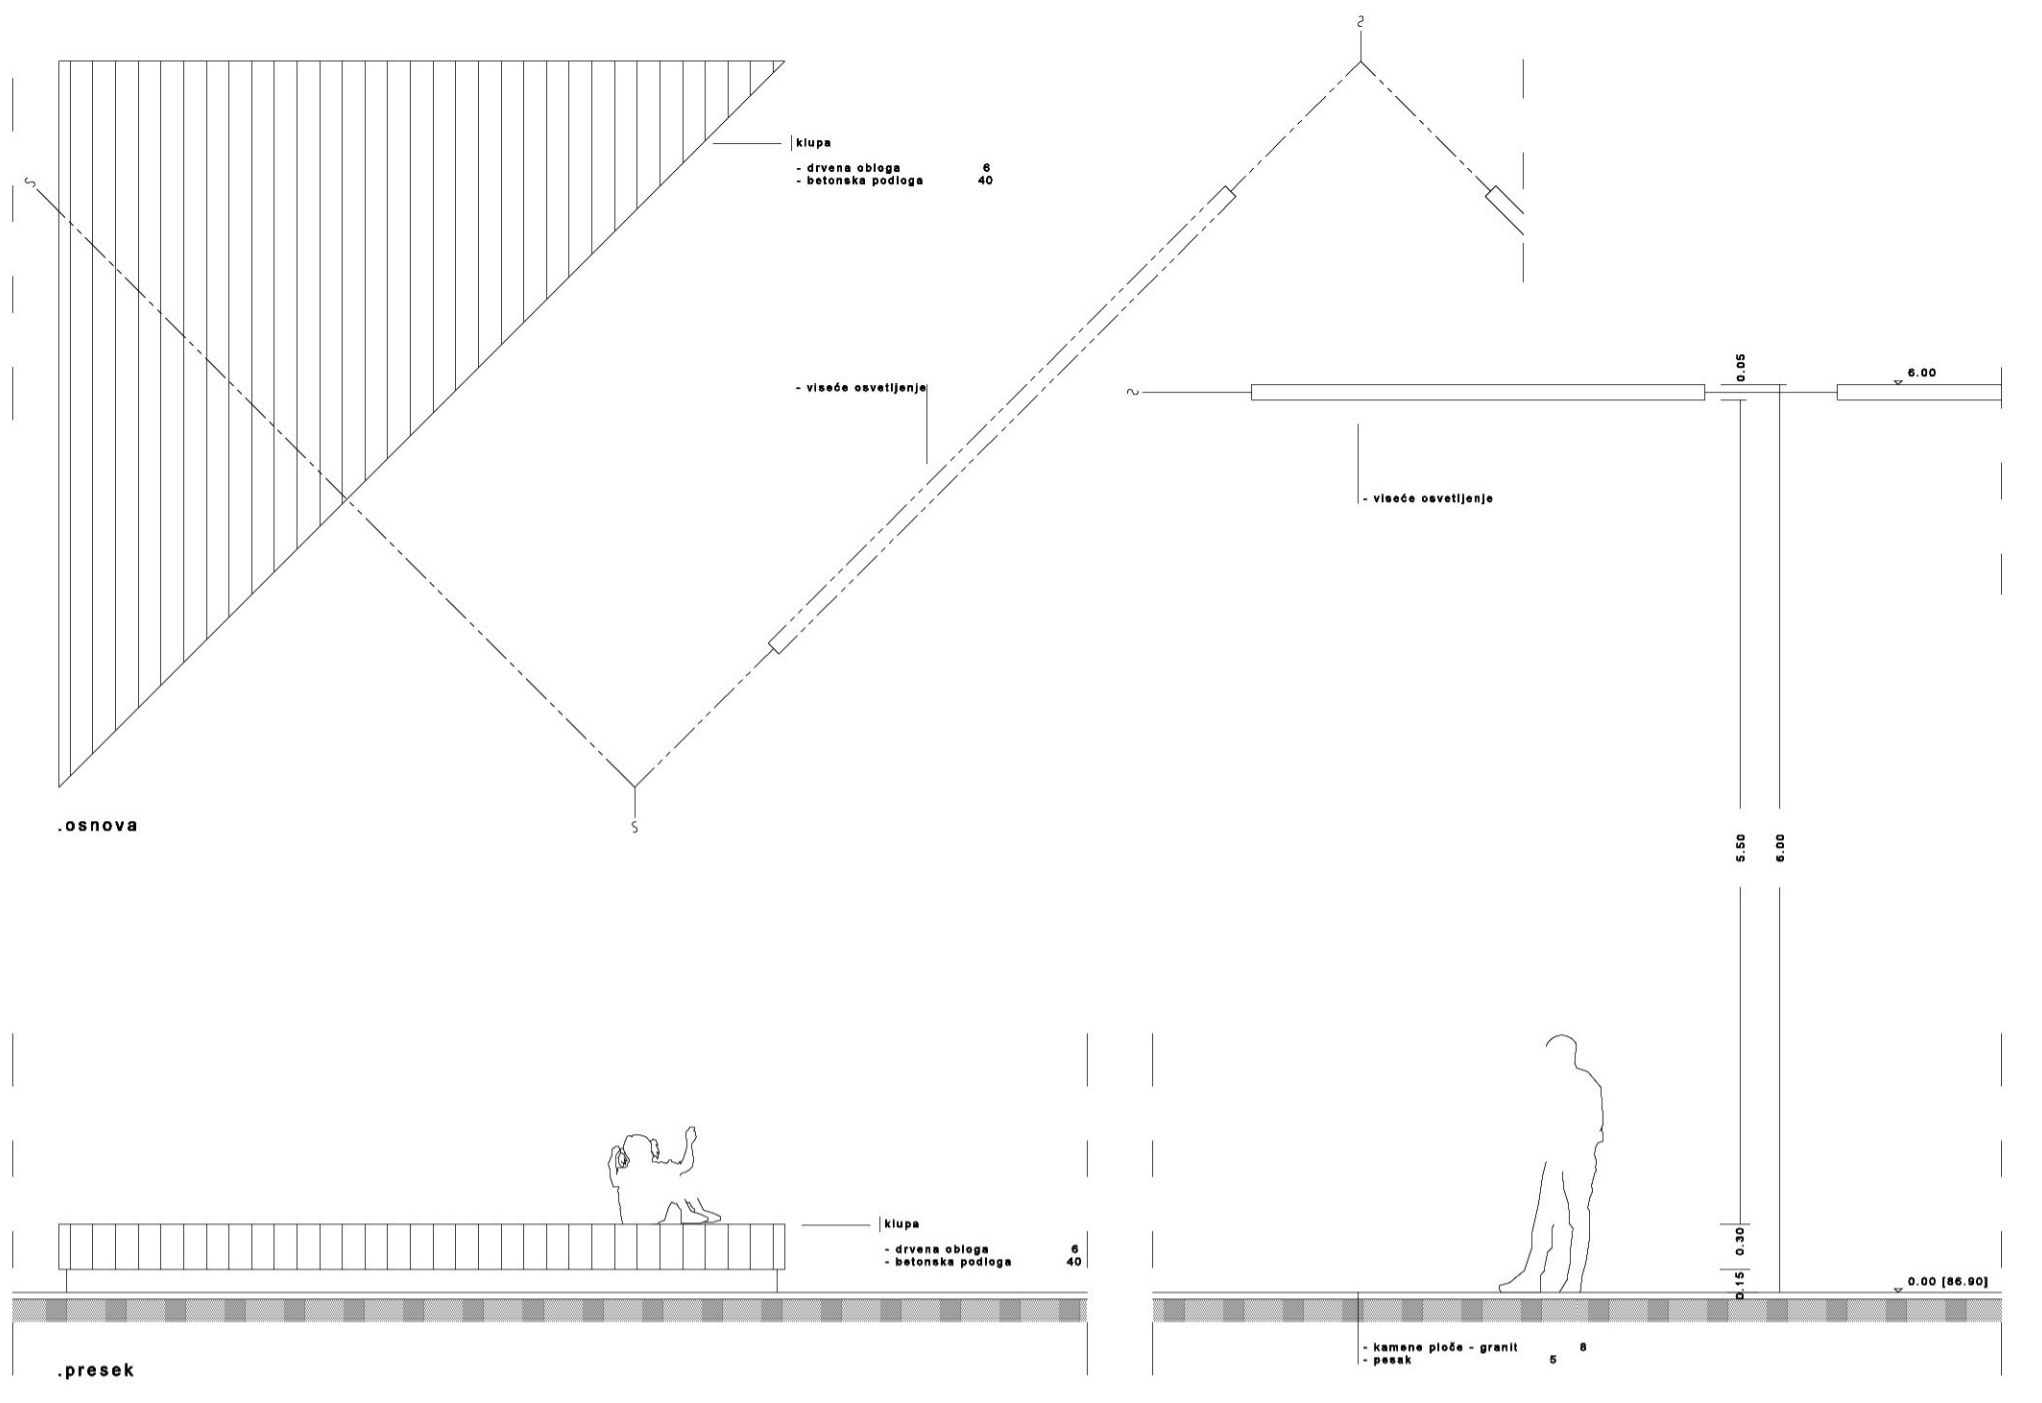 klupa
- drvena obloga 6
- betonska podloga 40
- viseće osvetljenje
.osnova
0.05
6.00
- viseće osvetljenje
5.50
6.00
klupa
- drvena obloga 6
- betonska podloga 40
0.30
0.15
0.00 [86.90]
- kamene ploče - granit 8
- pesak 5
.presek